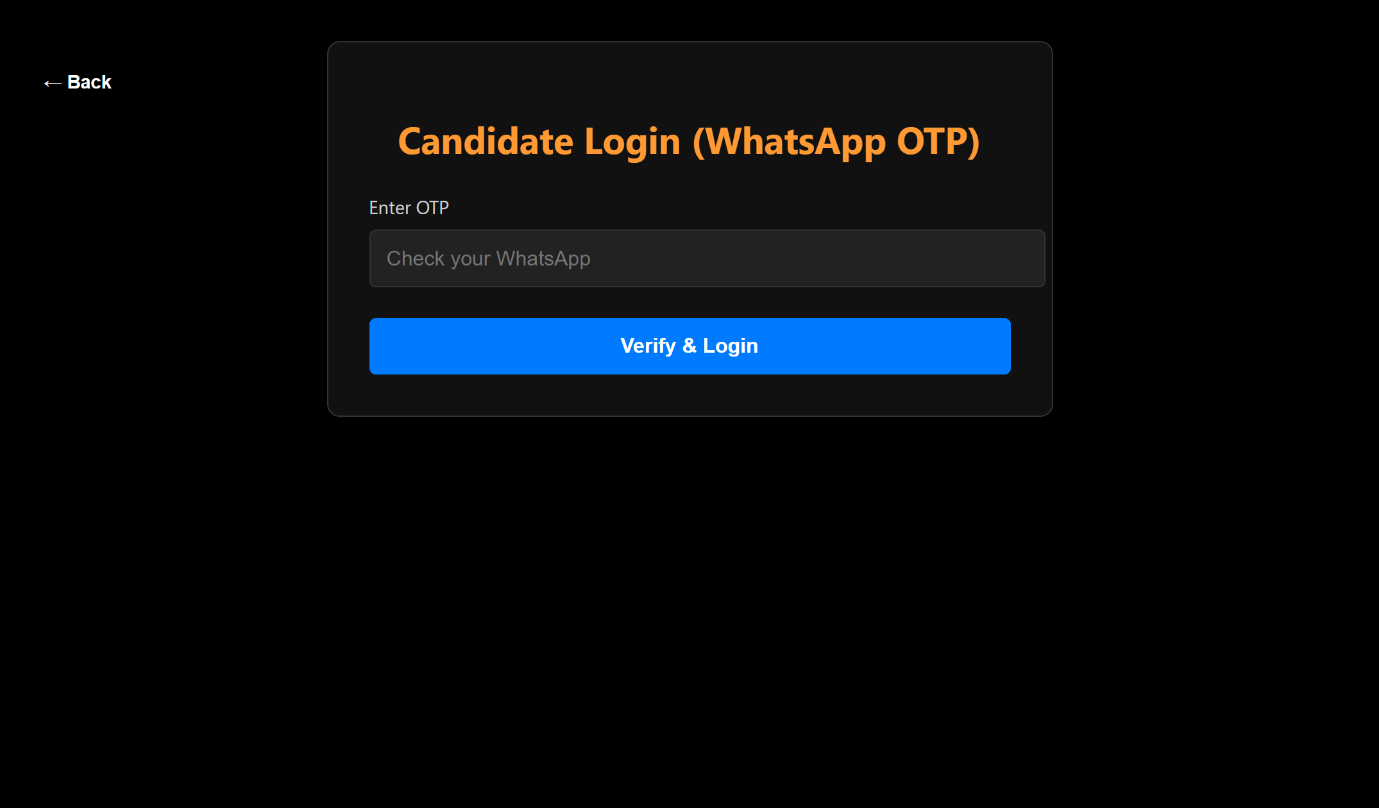 ← Back
Candidate Login (WhatsApp OTP)
Enter OTP
Check your WhatsApp
Verify & Login